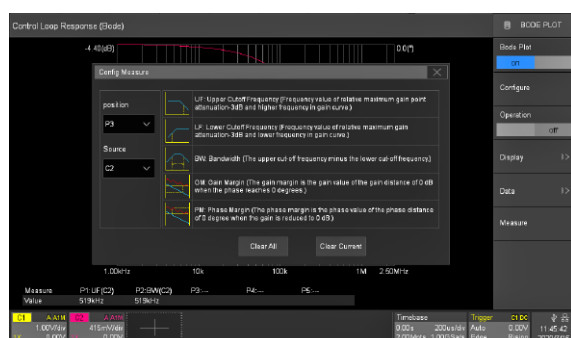 Control Loop Response (Bode)
BODE PLOT
-4.40(dB)
0.0(°)
Bode Plot
on
Config Measure
Configure
position
P3
Source
C2
UF: Upper Cutoff Frequency (Frequency value of relative maximum gain point
attenuation-3dB and higher frequency in gain curve.)
LF: Lower Cutoff Frequency (Frequency value of relative maximum gain
attenuation-3dB and lower frequency in gain curve.)
BW: Bandwidth (The upper cut-off frequency minus the lower cut-off frequency.)
GM: Gain Margin (The gain margin is the gain value of the gain distance of 0 dB
when the phase reaches 0 degrees.)
PM: Phase Margin (The phase margin is the phase value of the phase distance
of 0 degree when the gain is reduced to 0 dB.)
Clear All
Clear Current
Operation
off
Display
Data
Measure
1.00kHz
10k
100k
1M
2.50MHz
Measure
P1:UF(C2)
P2:BW(C2)
P3:---
P4:---
P5:---
Value
519kHz
519kHz
C1
1.00V/div
0.00V
C2
415mV/div
0.00V
Timebase
0.00s
200us/div
Trigger
C1 DC
Auto
0.00V
11:45:42